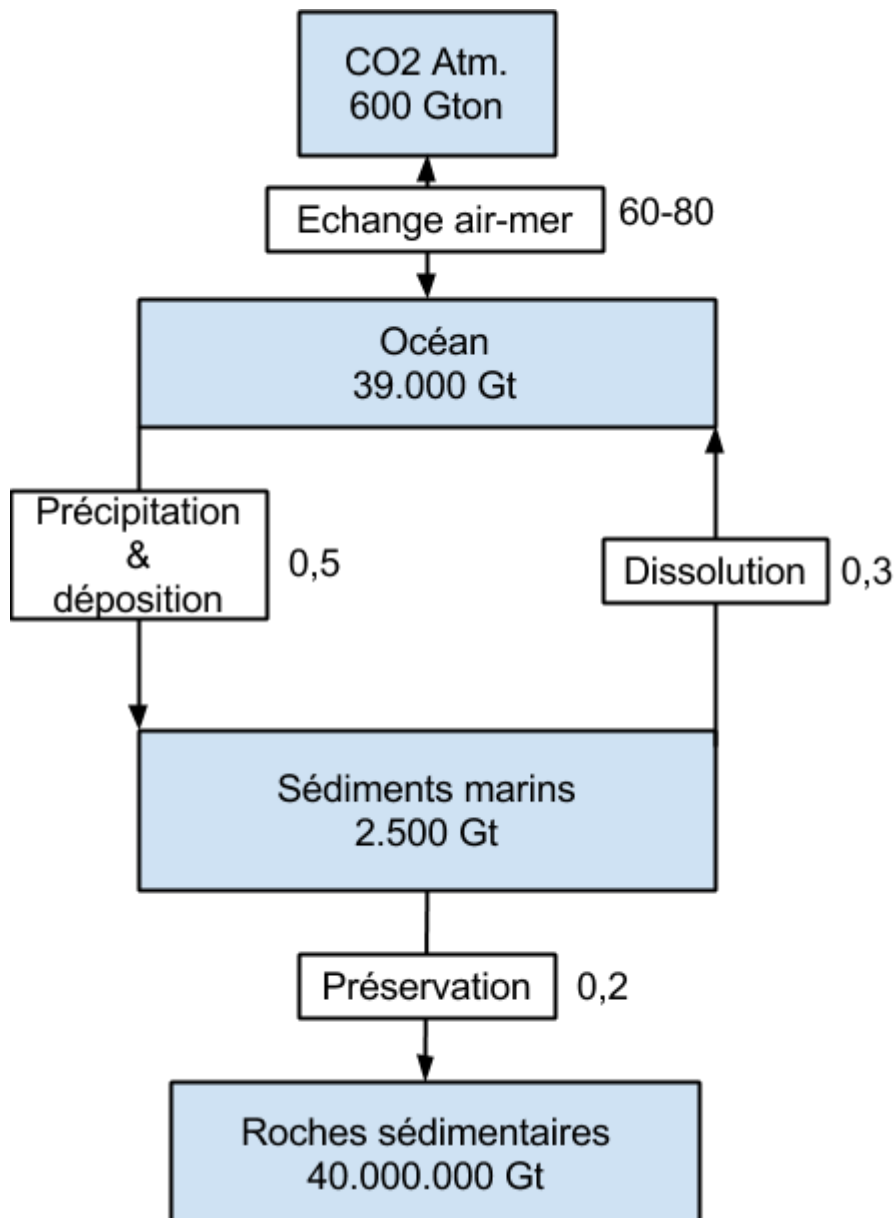 CO2 Atm.
600 Gton
Echange air-mer
60-80
Océan
39.000 Gt
Précipitation
&
déposition
0,5
Dissolution
0,3
Sédiments marins
2.500 Gt
Préservation
0,2
Roches sédimentaires
40.000.000 Gt